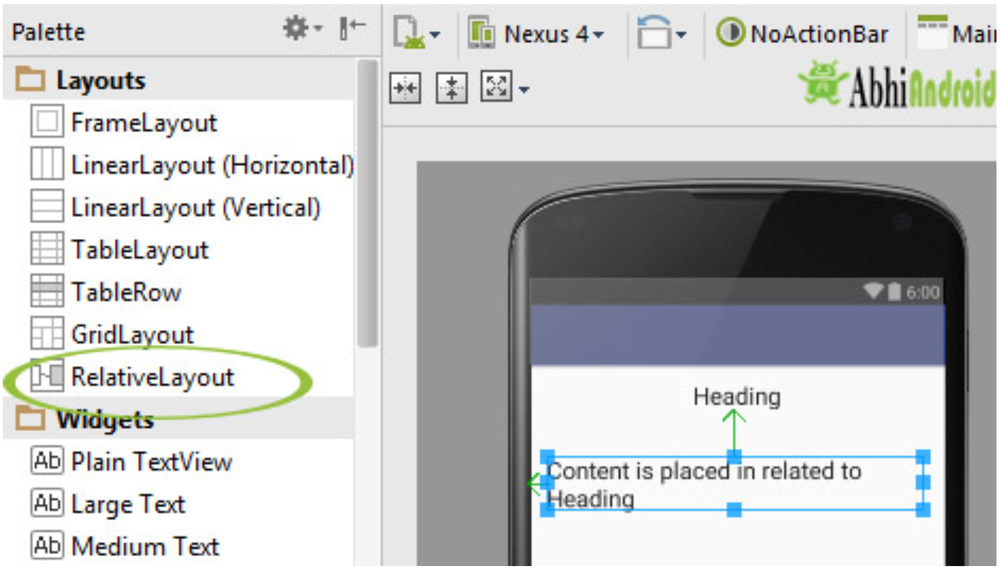 Palette
Nexus 4
NoActionBar
Main
AbhiAndroid
Layouts
FrameLayout
LinearLayout (Horizontal)
LinearLayout (Vertical)
TableLayout
TableRow
GridLayout
RelativeLayout
Widgets
Ab Plain TextView
Ab Large Text
Ab Medium Text
6:00
Heading
Content is placed in related to
Heading